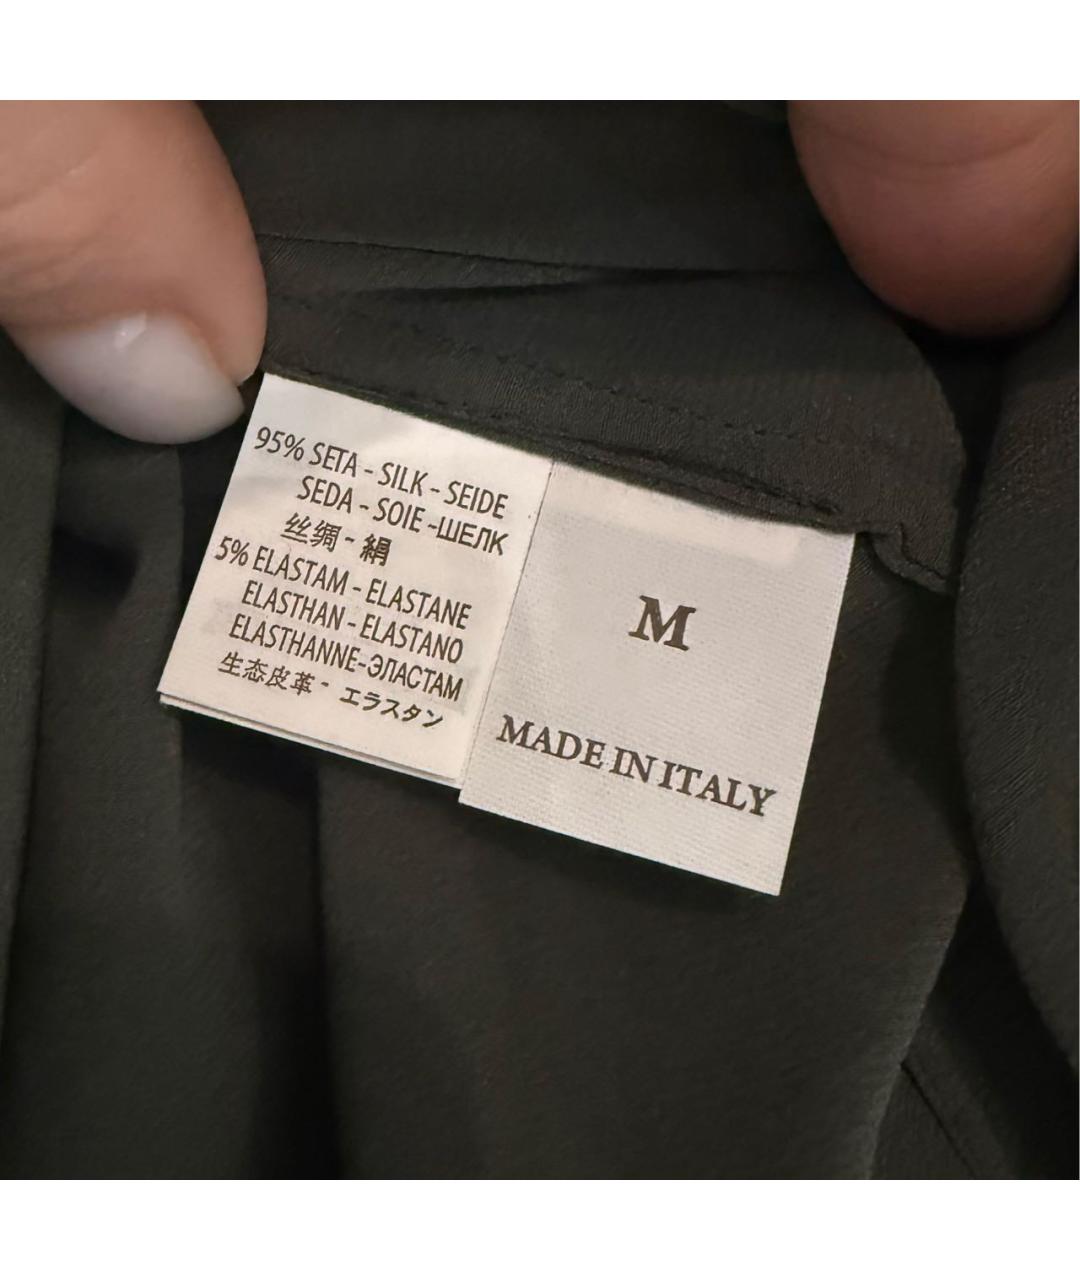 95% SETA - SILK - SEIDE
SEDA - SOIE -ШЕЛК
丝绸 - 絹
5% ELASTAM - ELASTANE
ELASTHAN - ELASTANO
ELASTHANNE-ЭЛАСТАМ
生态皮革 - エラスタン
M
MADE IN ITALY